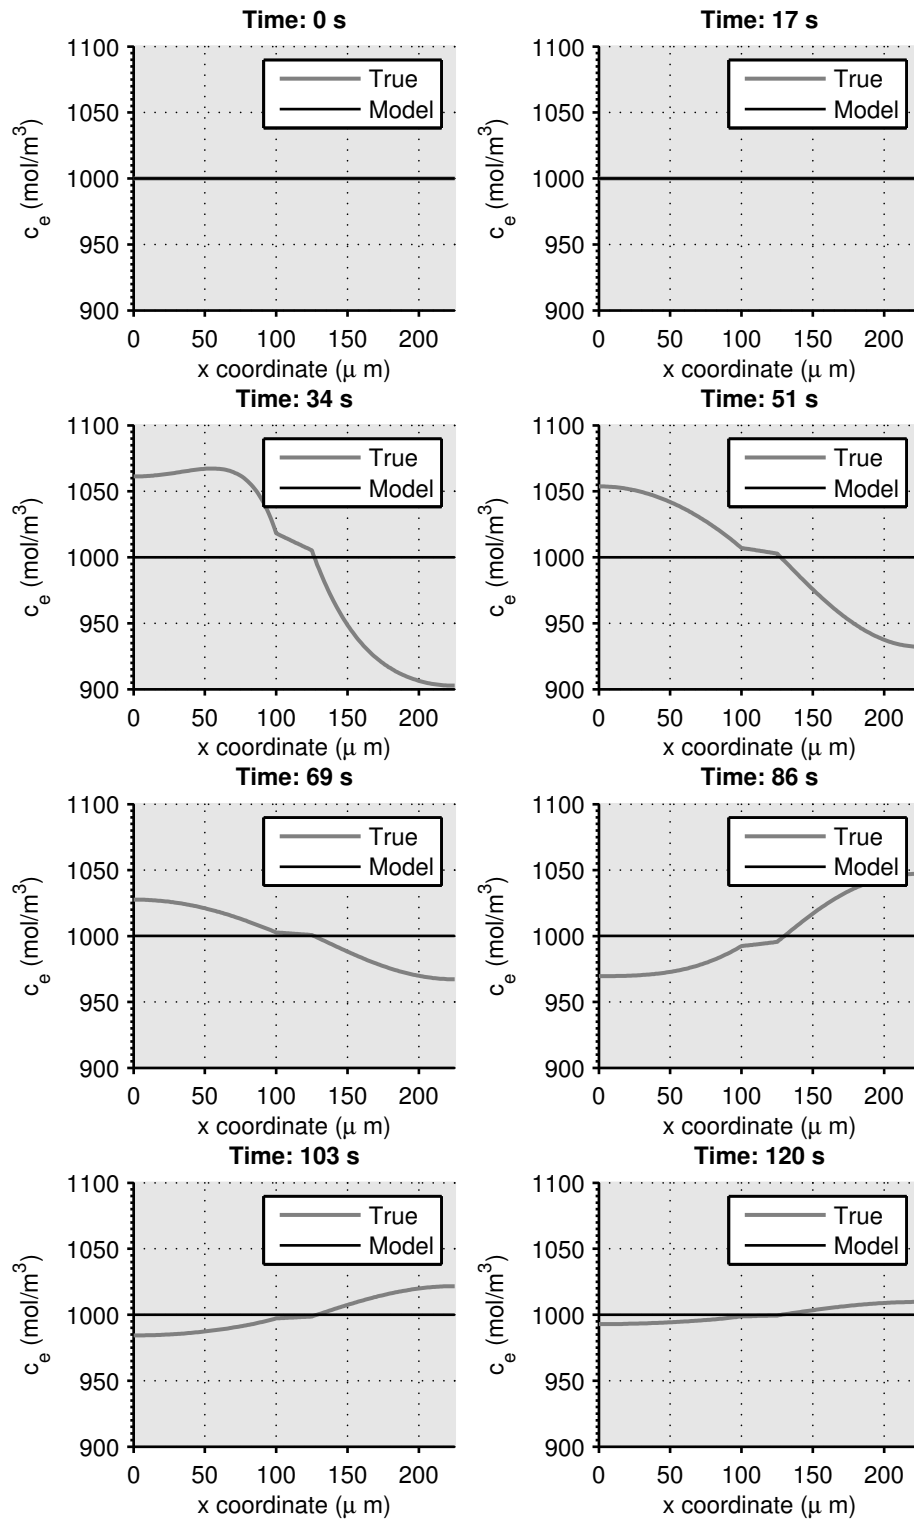 Time: 0 s
1100
1050
1000
950
900
c_e (mol/m^3)
True
Model
0 50 100 150 200
x coordinate (μ m)
Time: 17 s
1100
1050
1000
950
900
c_e (mol/m^3)
True
Model
0 50 100 150 200
x coordinate (μ m)
Time: 34 s
1100
1050
1000
950
900
c_e (mol/m^3)
True
Model
0 50 100 150 200
x coordinate (μ m)
Time: 51 s
1100
1050
1000
950
900
c_e (mol/m^3)
True
Model
0 50 100 150 200
x coordinate (μ m)
Time: 69 s
1100
1050
1000
950
900
c_e (mol/m^3)
True
Model
0 50 100 150 200
x coordinate (μ m)
Time: 86 s
1100
1050
1000
950
900
c_e (mol/m^3)
True
Model
0 50 100 150 200
x coordinate (μ m)
Time: 103 s
1100
1050
1000
950
900
c_e (mol/m^3)
True
Model
0 50 100 150 200
x coordinate (μ m)
Time: 120 s
1100
1050
1000
950
900
c_e (mol/m^3)
True
Model
0 50 100 150 200
x coordinate (μ m)